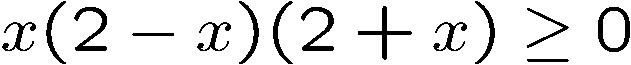 x(2 − x)(2 + x) ≥ 0